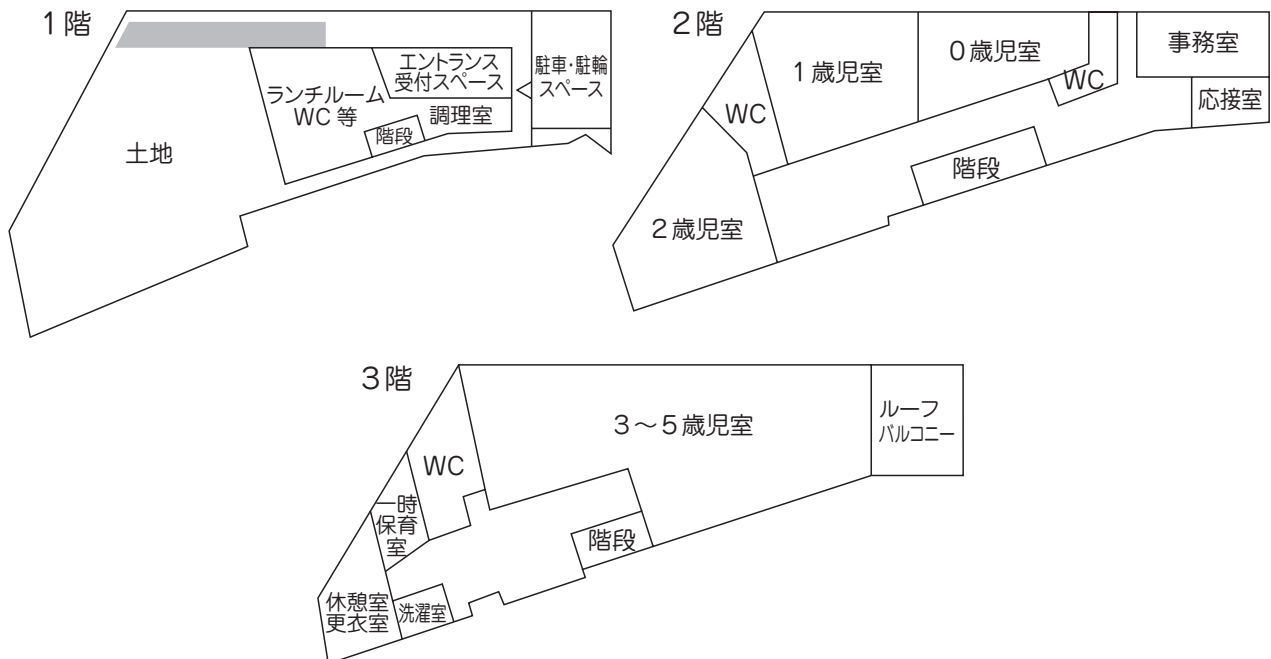 1階
エントランス
受付スペース
駐車・駐輪
スペース
ランチルーム
WC等
調理室
階段
土地
2階
0歳児室
事務室
1歳児室
WC
応接室
WC
階段
2歳児室
3階
3～5歳児室
ルーフ
バルコニー
WC
一時
保育
室
階段
休憩室
更衣室
洗濯室